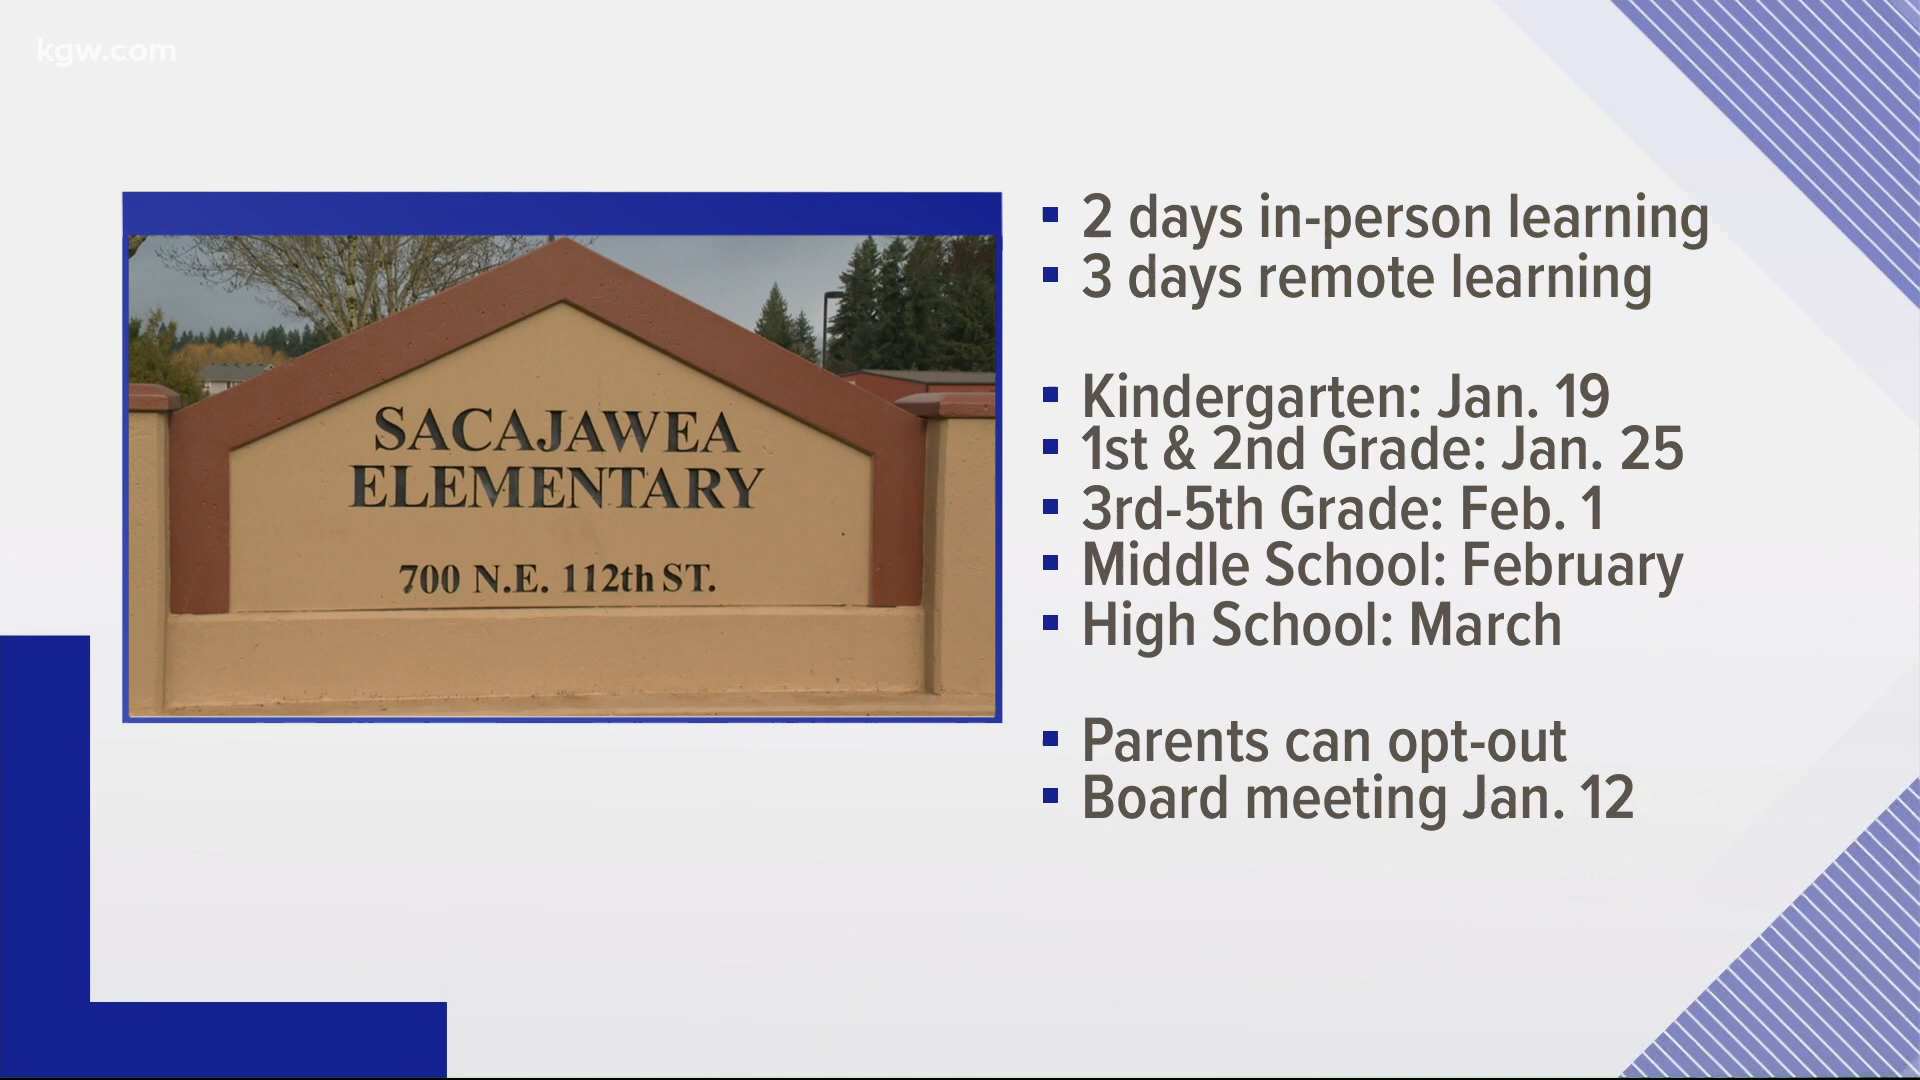 kgw.com
SACAJAWEA
ELEMENTARY
700 N.E. 112th ST.
2 days in-person learning
3 days remote learning
Kindergarten: Jan. 19
1st & 2nd Grade: Jan. 25
3rd-5th Grade: Feb. 1
Middle School: February
High School: March
Parents can opt-out
Board meeting Jan. 12